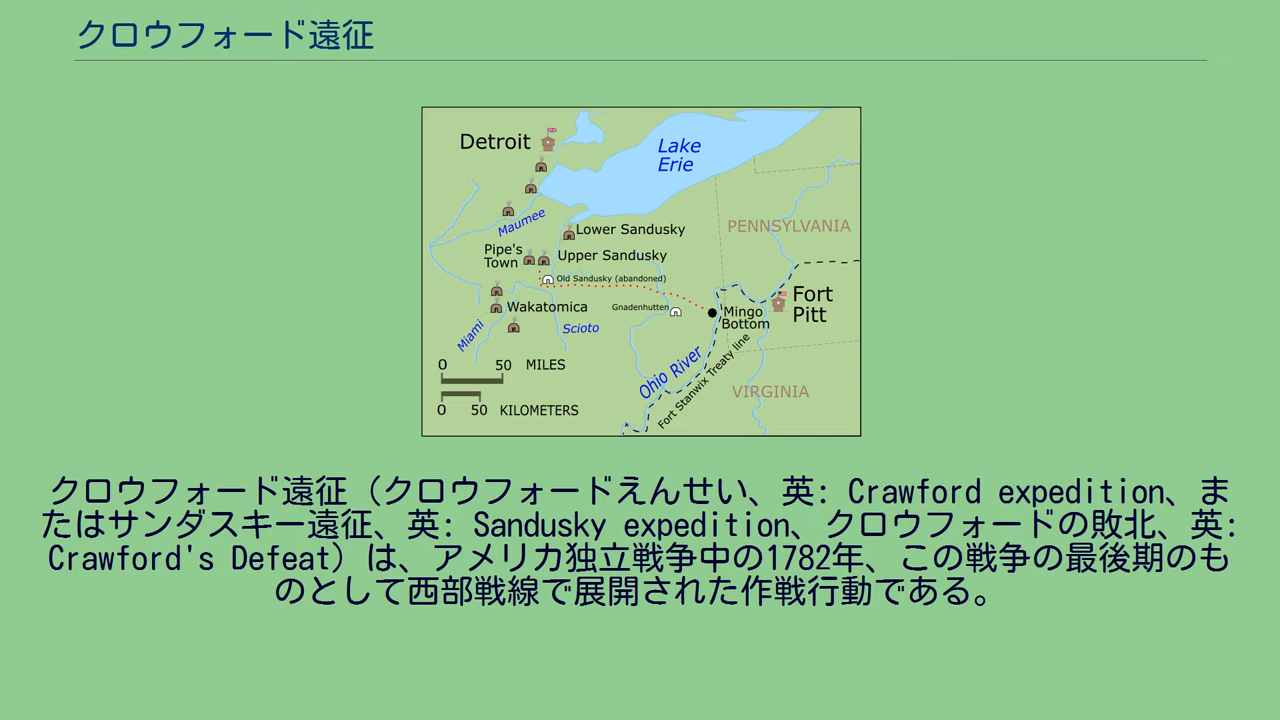 クロウフォード遠征
Detroit
Lake
Erie
Maumee
Lower Sandusky
PENNSYLVANIA
Pipe's
Town
Upper Sandusky
Old Sandusky (abandoned)
Fort
Pitt
Wakatomica
Gnadenhutten
Mingo
Bottom
Miami
Scioto
Ohio River
Fort Stanwix Treaty line
0 50 MILES
VIRGINIA
0 50 KILOMETERS
クロウフォード遠征（クロウフォードえんせい、英: Crawford expedition、ま
たはサンダスキー遠征、英: Sandusky expedition、クロウフォードの敗北、英:
Crawford's Defeat）は、アメリカ独立戦争中の1782年、この戦争の最後期のも
のとして西部戦線で展開された作戦行動である。